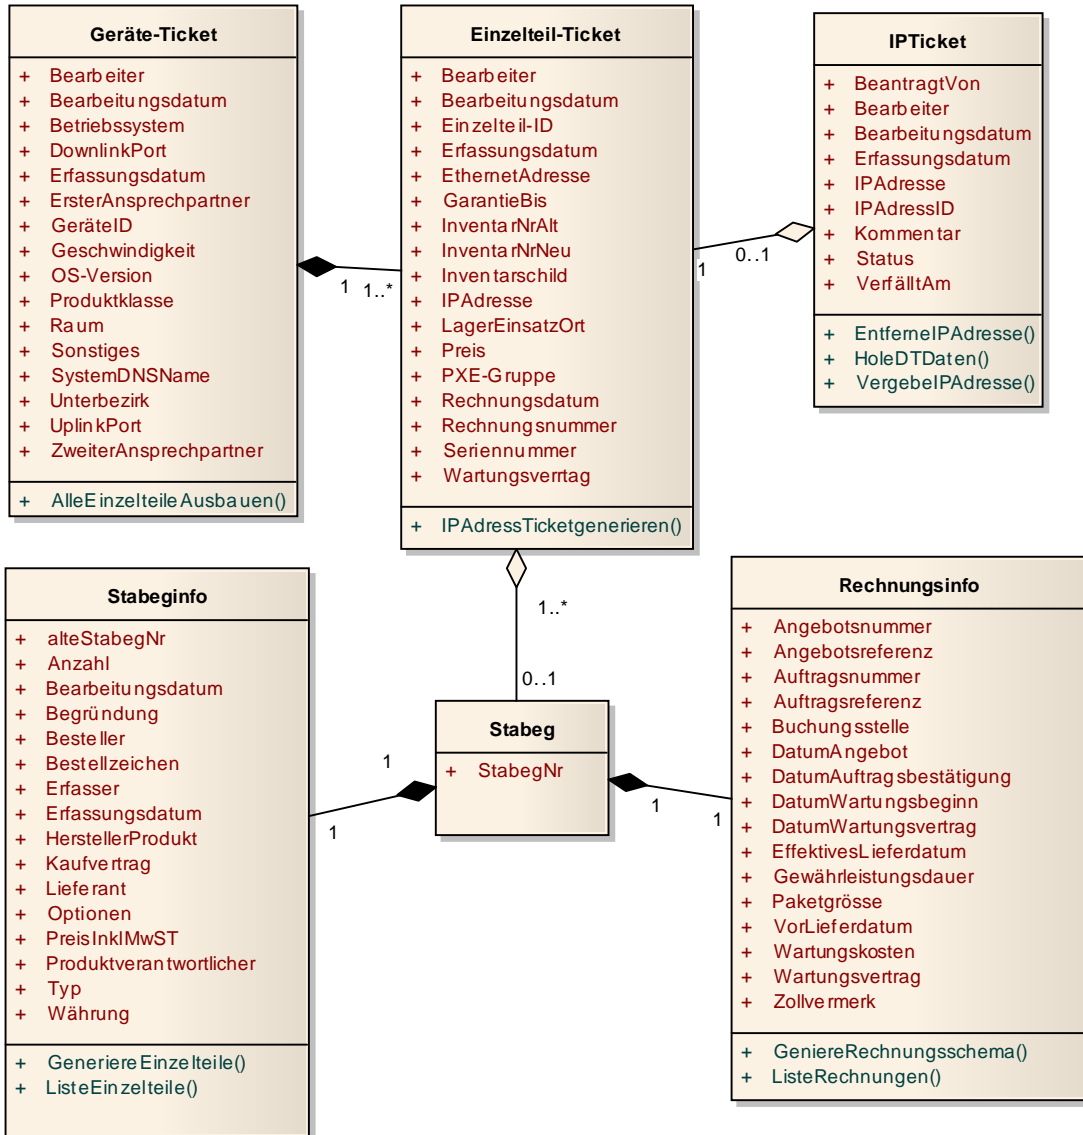 Geräte-Ticket
+ Bearbeiter
+ Bearbeitungsdatum
+ Betriebssystem
+ DownlinkPort
+ Erfassungsdatum
+ ErsterAnsprechpartner
+ GeräteID
+ Geschwindigkeit
+ OS-Version
+ Produktklasse
+ Raum
+ Sonstiges
+ SystemDNSName
+ Unterbezirk
+ UplinkPort
+ ZweiterAnsprechpartner
+ AlleEinzelteileAusbauen()
1
1..*
Einzelteil-Ticket
+ Bearbeiter
+ Bearbeitungsdatum
+ Einzelteil-ID
+ Erfassungsdatum
+ EthernetAdresse
+ GarantieBis
+ InventarNrAlt
+ InventarNrNeu
+ Inventarschild
+ IPAdresse
+ LagerEinsatzOrt
+ Preis
+ PXE-Gruppe
+ Rechnungsdatum
+ Rechnungsnummer
+ Seriennummer
+ Wartungsverrtag
+ IPAdressTicketgenerieren()
1
0..1
IPTicket
+ BeantragtVon
+ Bearbeiter
+ Bearbeitungsdatum
+ Erfassungsdatum
+ IPAdresse
+ IPAdressID
+ Kommentar
+ Status
+ VerfälltAm
+ EntferneIPAdresse()
+ HoleDTDaten()
+ VergebeIPAdresse()
1..*
0..1
Stabeginfo
+ alteStabegNr
+ Anzahl
+ Bearbeitungsdatum
+ Begründung
+ Besteller
+ Bestellzeichen
+ Erfasser
+ Erfassungsdatum
+ HerstellerProdukt
+ Kaufvertrag
+ Lieferant
+ Optionen
+ PreisInklMwST
+ Produktverantwortlicher
+ Typ
+ Währung
+ GeneriereEinzelteile()
+ ListeEinzelteile()
1
1
Stabeg
+ StabegNr
1
1
Rechnungsinfo
+ Angebotsnummer
+ Angebotsreferenz
+ Auftragsnummer
+ Auftragsreferenz
+ Buchungsstelle
+ DatumAngebot
+ DatumAuftragsbestätigung
+ DatumWartungsbeginn
+ DatumWartungsvertrag
+ EffektivesLieferdatum
+ Gewährleistungsdauer
+ Paketgrösse
+ VorLieferdatum
+ Wartungskosten
+ Wartungsvertrag
+ Zollvermerk
+ GeniereRechnungsschema()
+ ListeRechnungen()